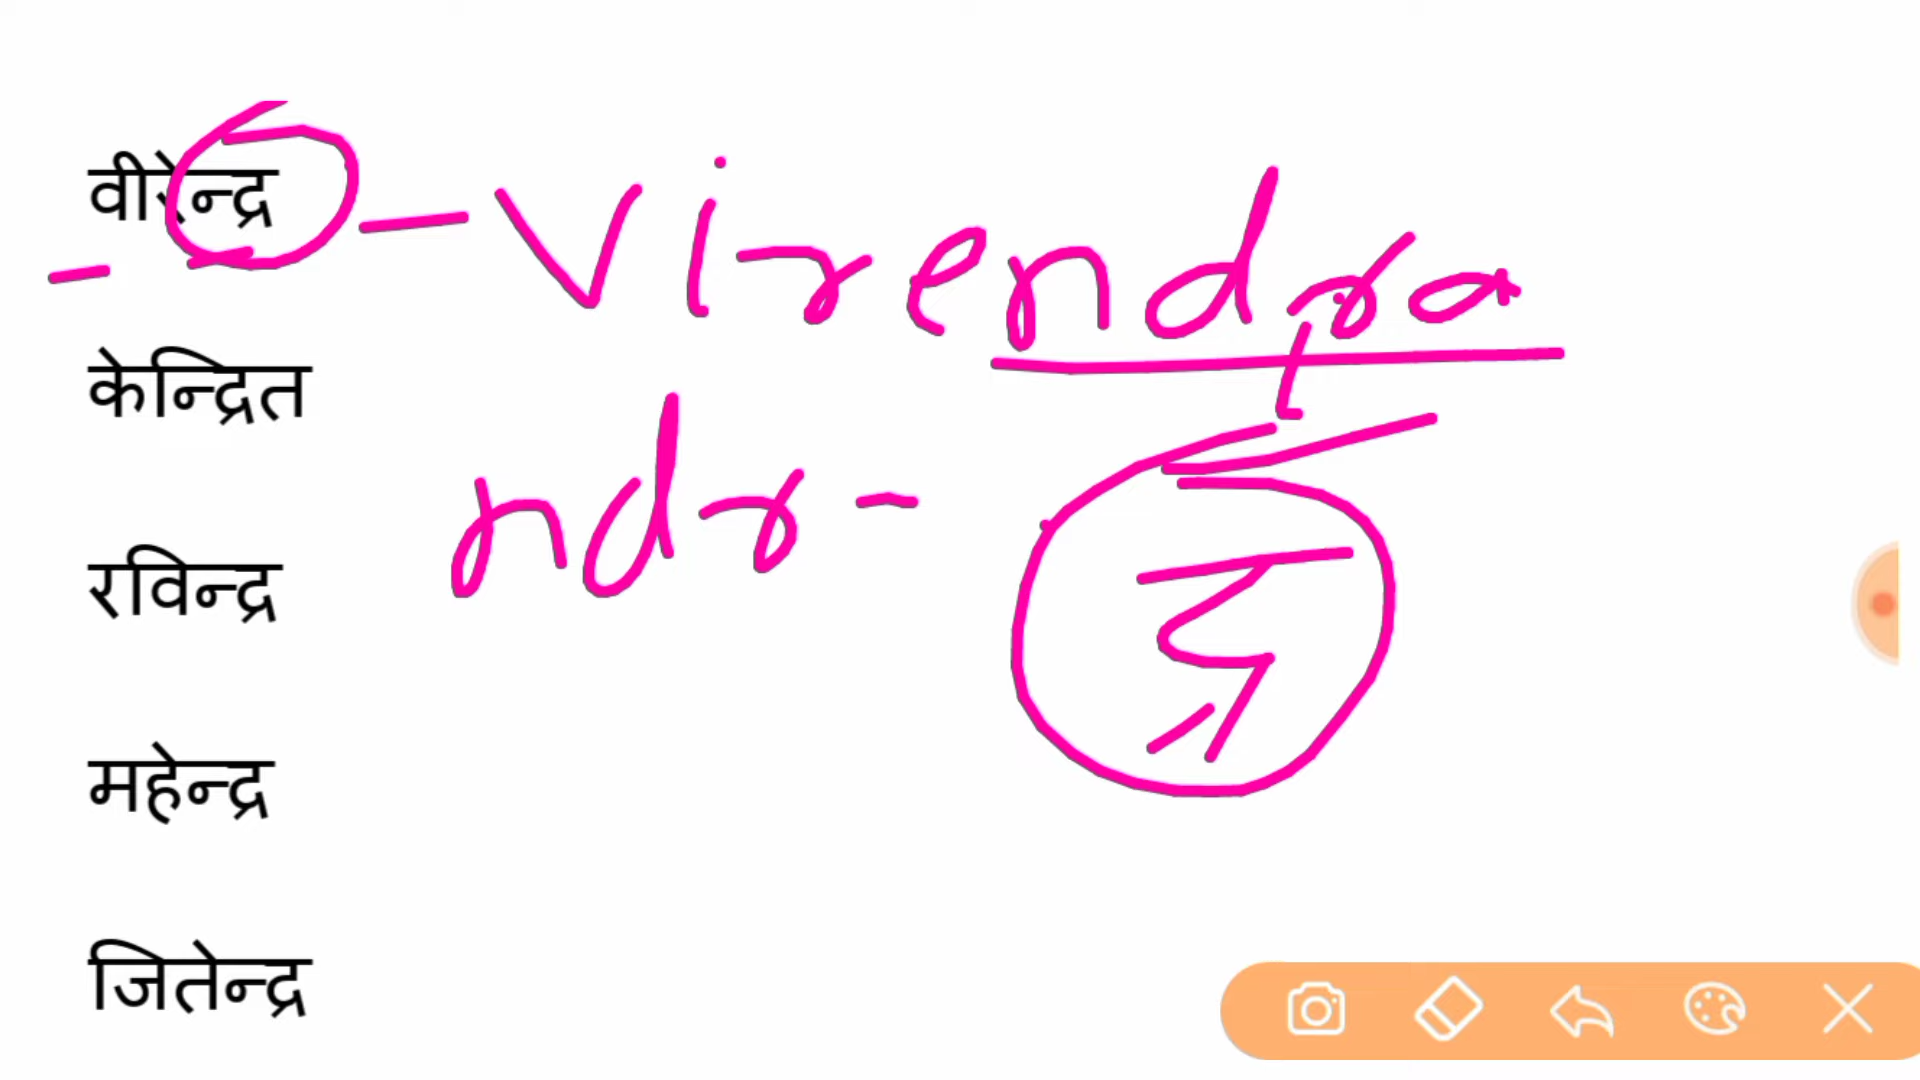 वीरेन्द्र - Virendra
केन्द्रित
ndr - द्र
रविन्द्र
महेन्द्र
जितेन्द्र